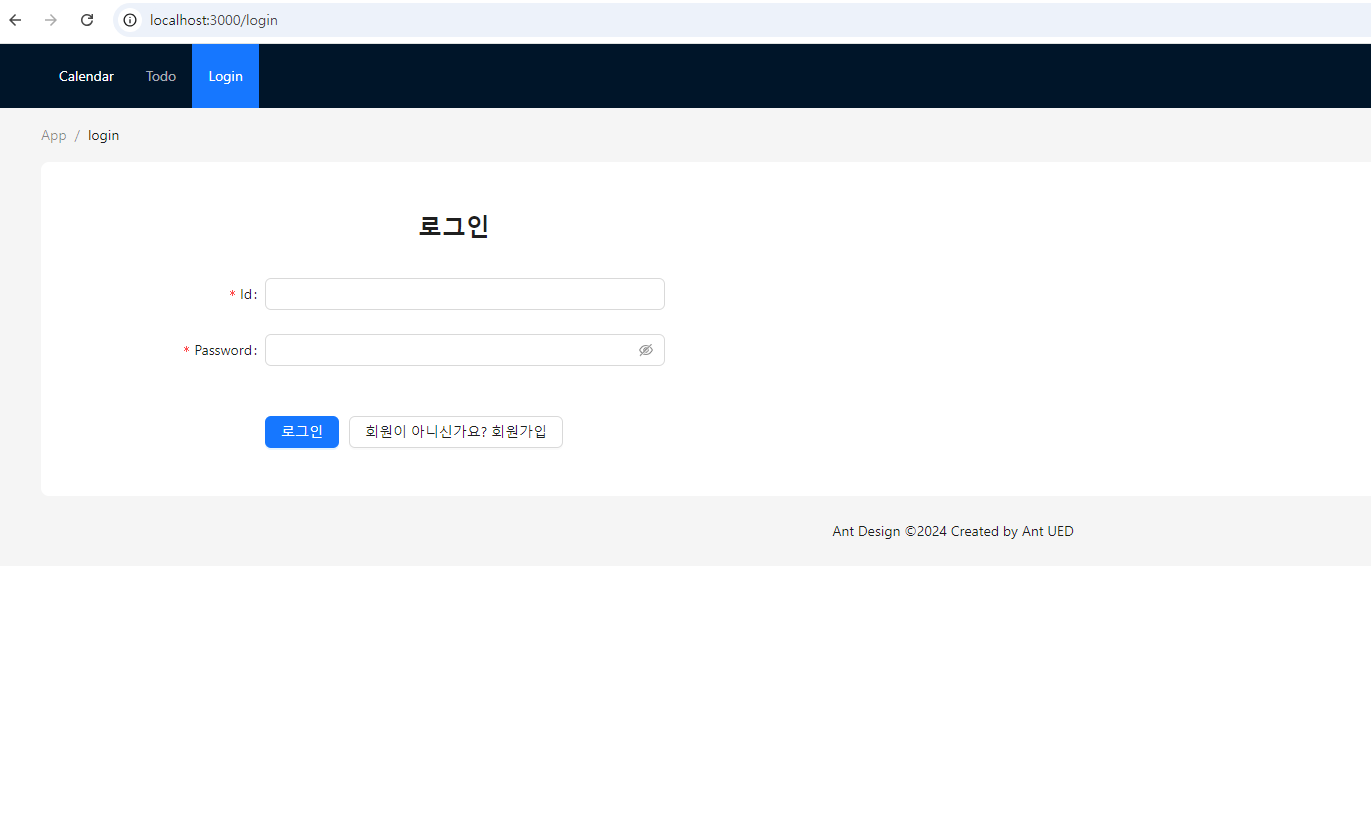 localhost:3000/login
Calendar Todo Login
App / login
로그인
* Id:
* Password:
로그인 회원이 아니신가요? 회원가입
Ant Design ©2024 Created by Ant UED